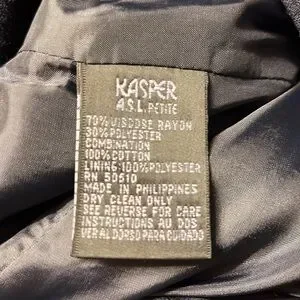 KASPER
A.S.L. PETITE
70% VISCOSE RAYON
30% POLYESTER
COMBINATION
100% COTTON
LINING: 100% POLYESTER
RN 50510
MADE IN PHILIPPINES
DRY CLEAN ONLY
SEE REVERSE FOR CARE
INSTRUCTIONS AU DOS
VER AL DORSO PARA CUIDADO